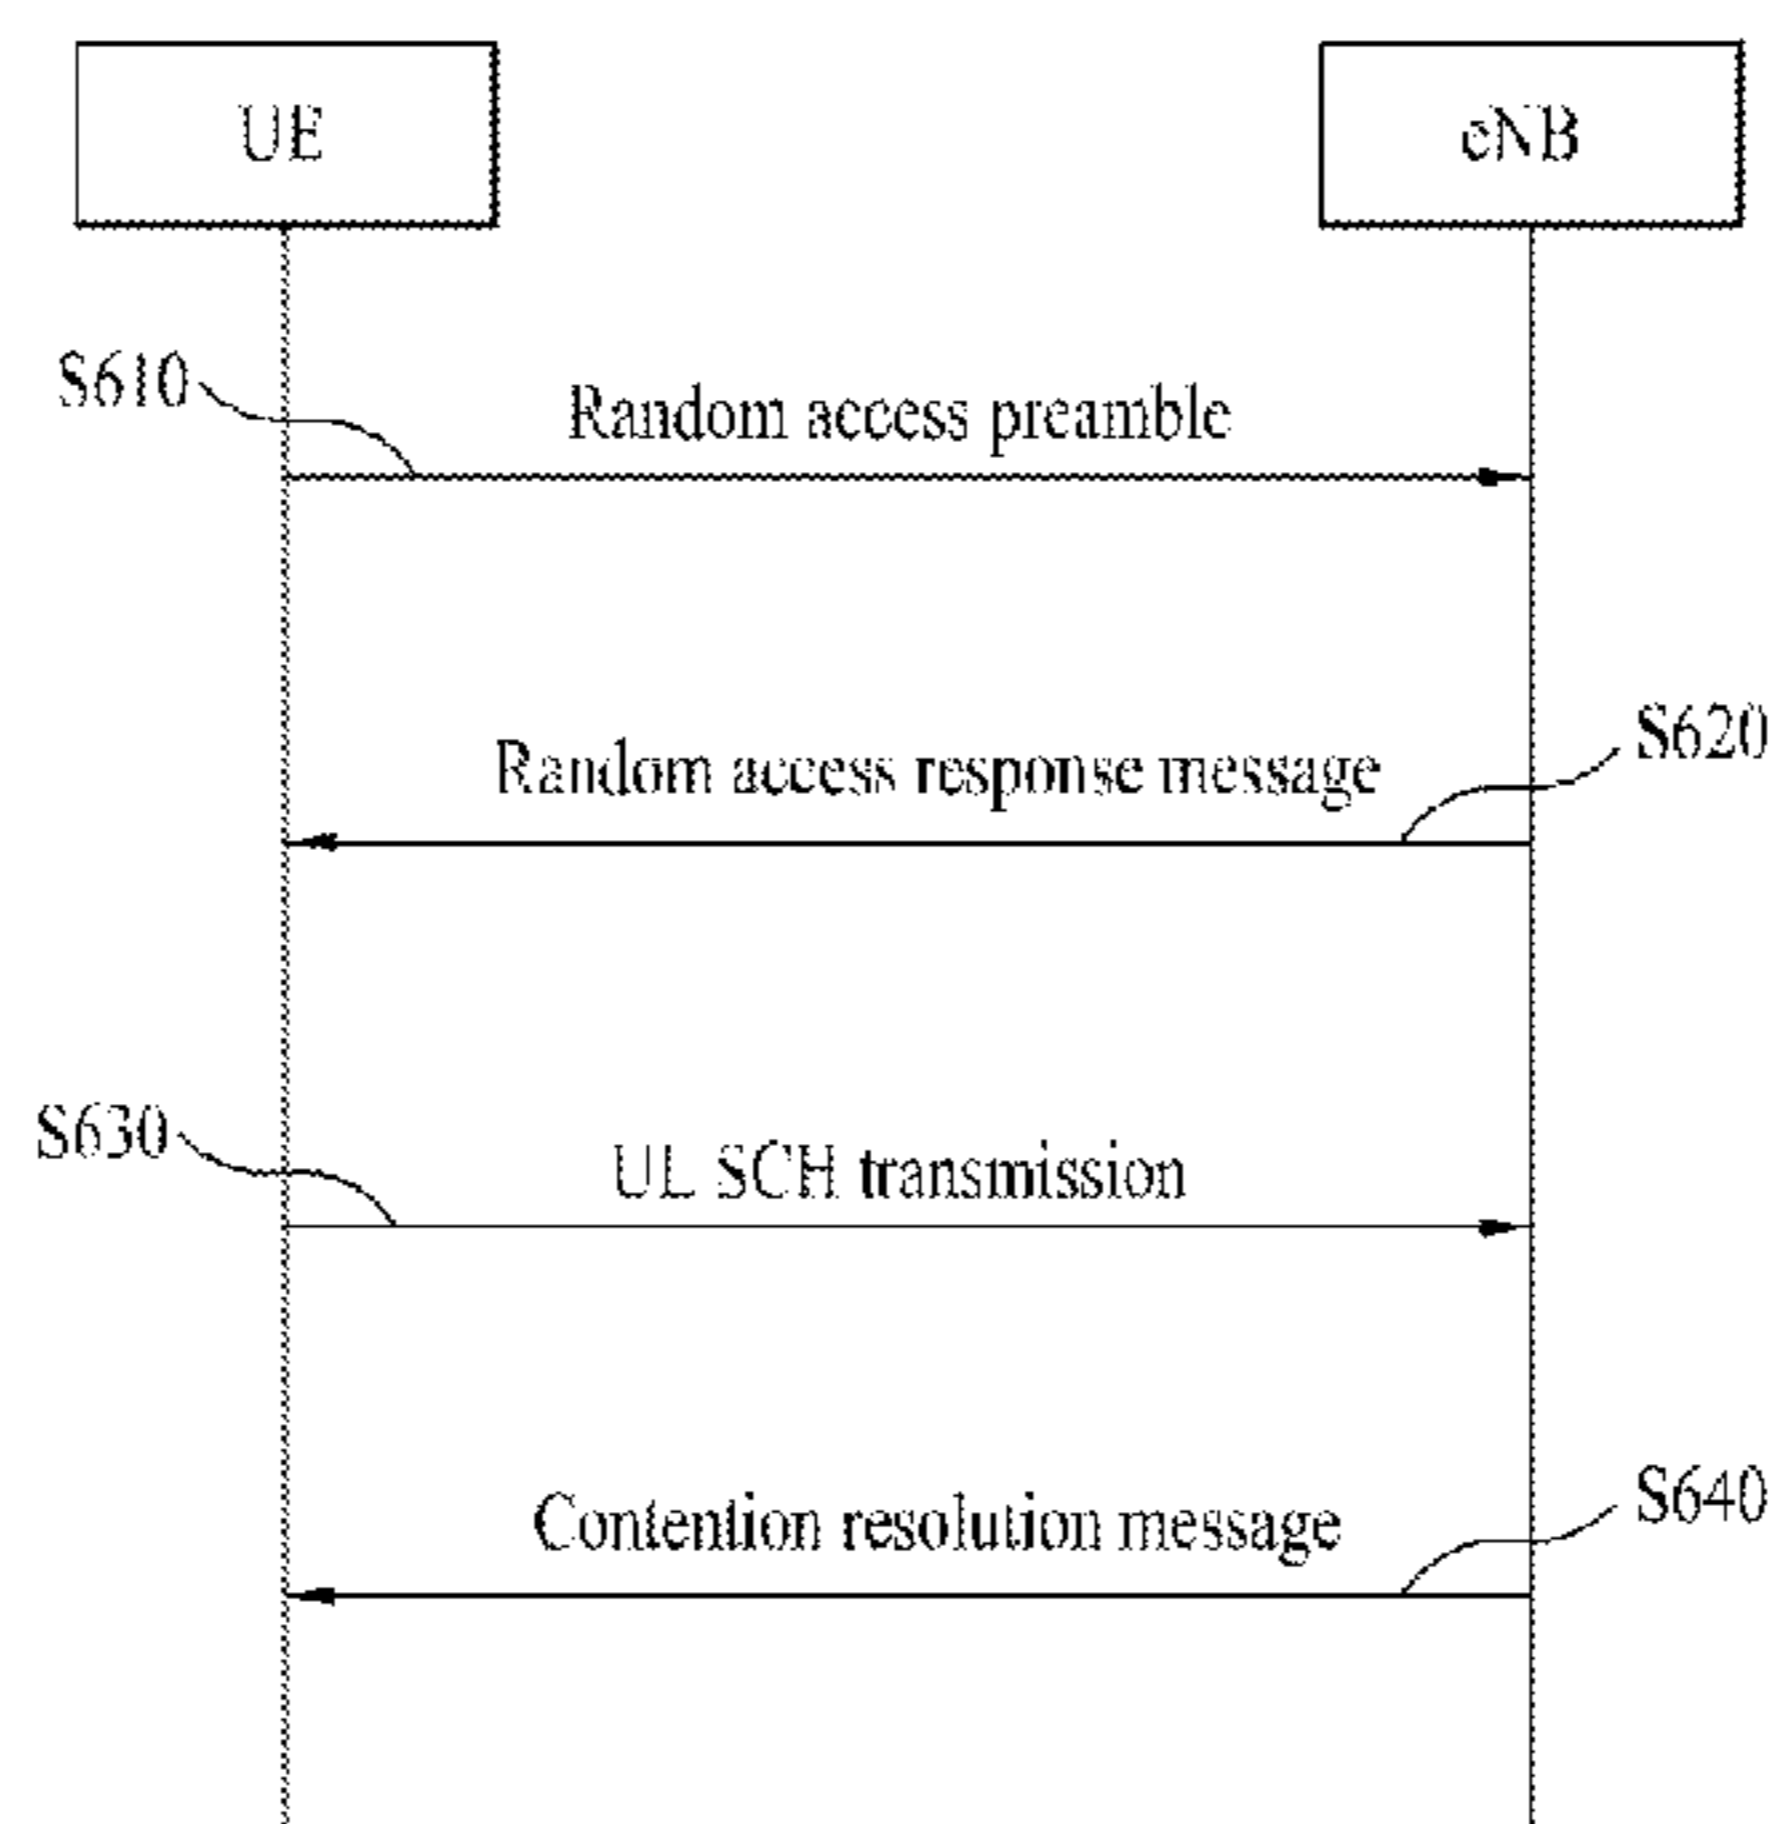 UE
eNB
S610
Random access preamble
S620
Random access response message
S630
UL SCH transmission
S640
Contention resolution message